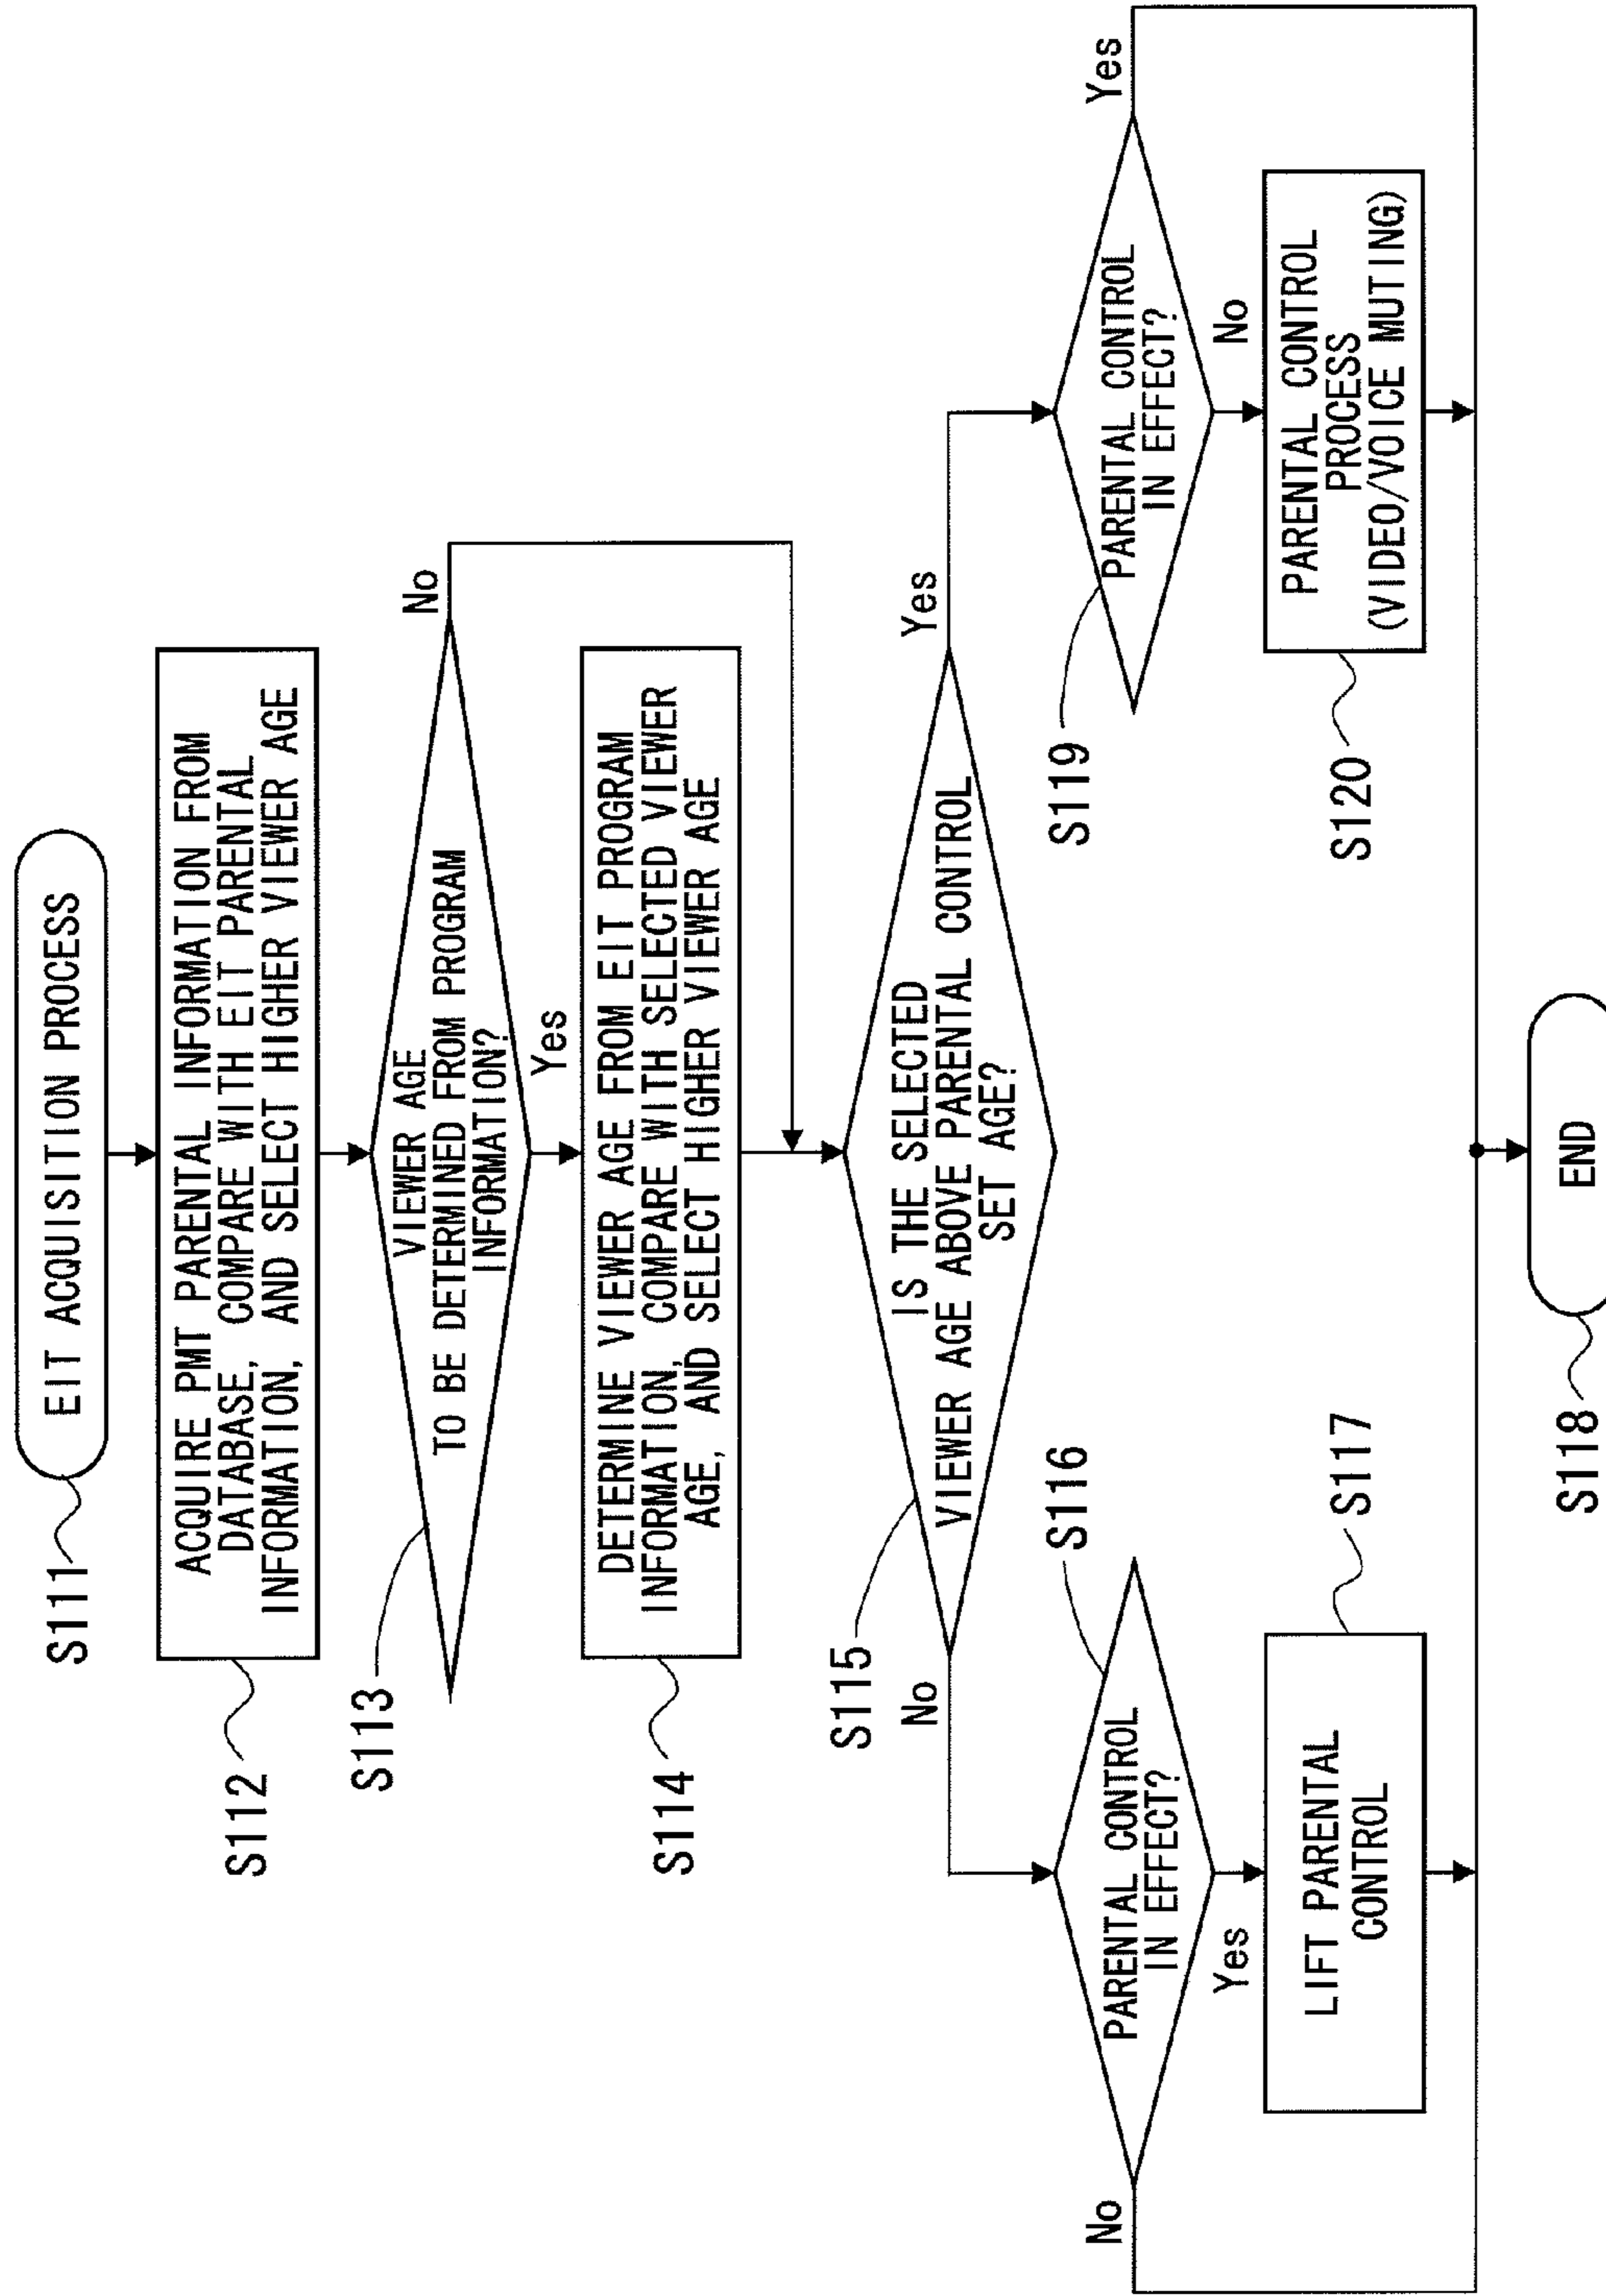 EIT ACQUISITION PROCESS
S111
ACQUIRE PMT PARENTAL INFORMATION FROM
DATABASE, COMPARE WITH EIT PARENTAL
INFORMATION, AND SELECT HIGHER VIEWER AGE
S112
VIEWER AGE
TO BE DETERMINED FROM PROGRAM
INFORMATION?
S113
No
Yes
DETERMINE VIEWER AGE FROM EIT PROGRAM
INFORMATION, COMPARE WITH SELECTED VIEWER
AGE, AND SELECT HIGHER VIEWER AGE
S114
IS THE SELECTED
VIEWER AGE ABOVE PARENTAL CONTROL
SET AGE?
S115
No
Yes
PARENTAL CONTROL
IN EFFECT?
S116
No
Yes
LIFT PARENTAL
CONTROL
S117
PARENTAL CONTROL
IN EFFECT?
S119
Yes
No
PARENTAL CONTROL
PROCESS
(VIDEO/VOICE MUTING)
S120
END
S118